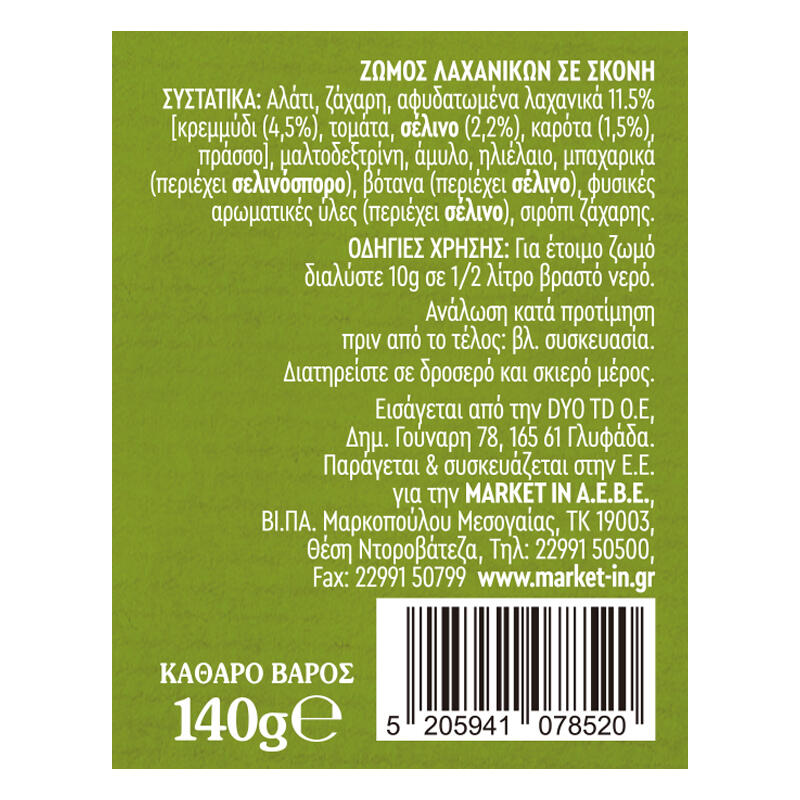 ΖΩΜΟΣ ΛΑΧΑΝΙΚΩΝ ΣΕ ΣΚΟΝΗ
ΣΥΣΤΑΤΙΚΑ: Αλάτι, ζάχαρη, αφυδατωμένα λαχανικά 11.5%
[κρεμμύδι (4,5%), τομάτα, σέλινο (2,2%), καρότα (1,5%),
πράσσο], μαλτοδεξτρίνη, άμυλο, ηλιέλαιο, μπαχαρικά
(περιέχει σελινόσπορο), βότανα (περιέχει σέλινο), φυσικές
αρωματικές ύλες (περιέχει σέλινο), σιρόπι ζάχαρης.
ΟΔΗΓΙΕΣ ΧΡΗΣΗΣ: Για έτοιμο ζωμό
διαλύστε 10g σε 1/2 λίτρο βραστό νερό.
Ανάλωση κατά προτίμηση
πριν από το τέλος: βλ. συσκευασία.
Διατηρείστε σε δροσερό και σκιερό μέρος.
Εισάγεται από την DYO TD O.E,
Δημ. Γούναρη 78, 165 61 Γλυφάδα.
Παράγεται & συσκευάζεται στην Ε.Ε.
για την MARKET IN Α.Ε.Β.Ε.,
ΒΙ.ΠΑ. Μαρκοπούλου Μεσογαίας, ΤΚ 19003,
Θέση Ντοροβάτεζα, Τηλ: 22991 50500,
Fax: 22991 50799 www.market-in.gr
ΚΑΘΑΡΟ ΒΑΡΟΣ
140g℮
5 205941 078520